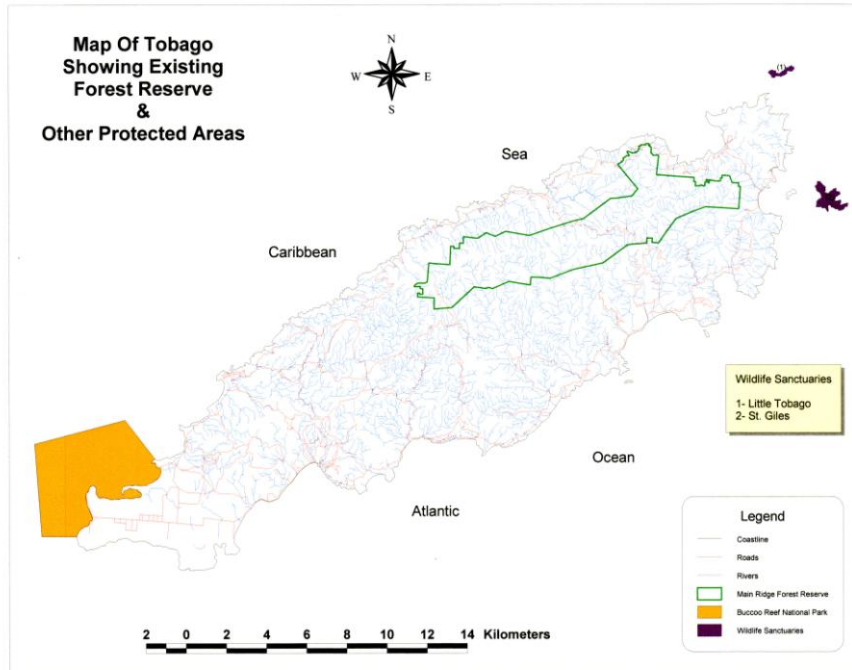 Map Of Tobago
Showing Existing
Forest Reserve
&
Other Protected Areas
N
W E
S
(1)
Sea
Caribbean
Wildlife Sanctuaries
1- Little Tobago
2- St. Giles
Ocean
Atlantic
Legend
Coastline
Roads
Rivers
Main Ridge Forest Reserve
Buccoo Reef National Park
Wildlife Sanctuaries
2 0 2 4 6 8 10 12 14 Kilometers